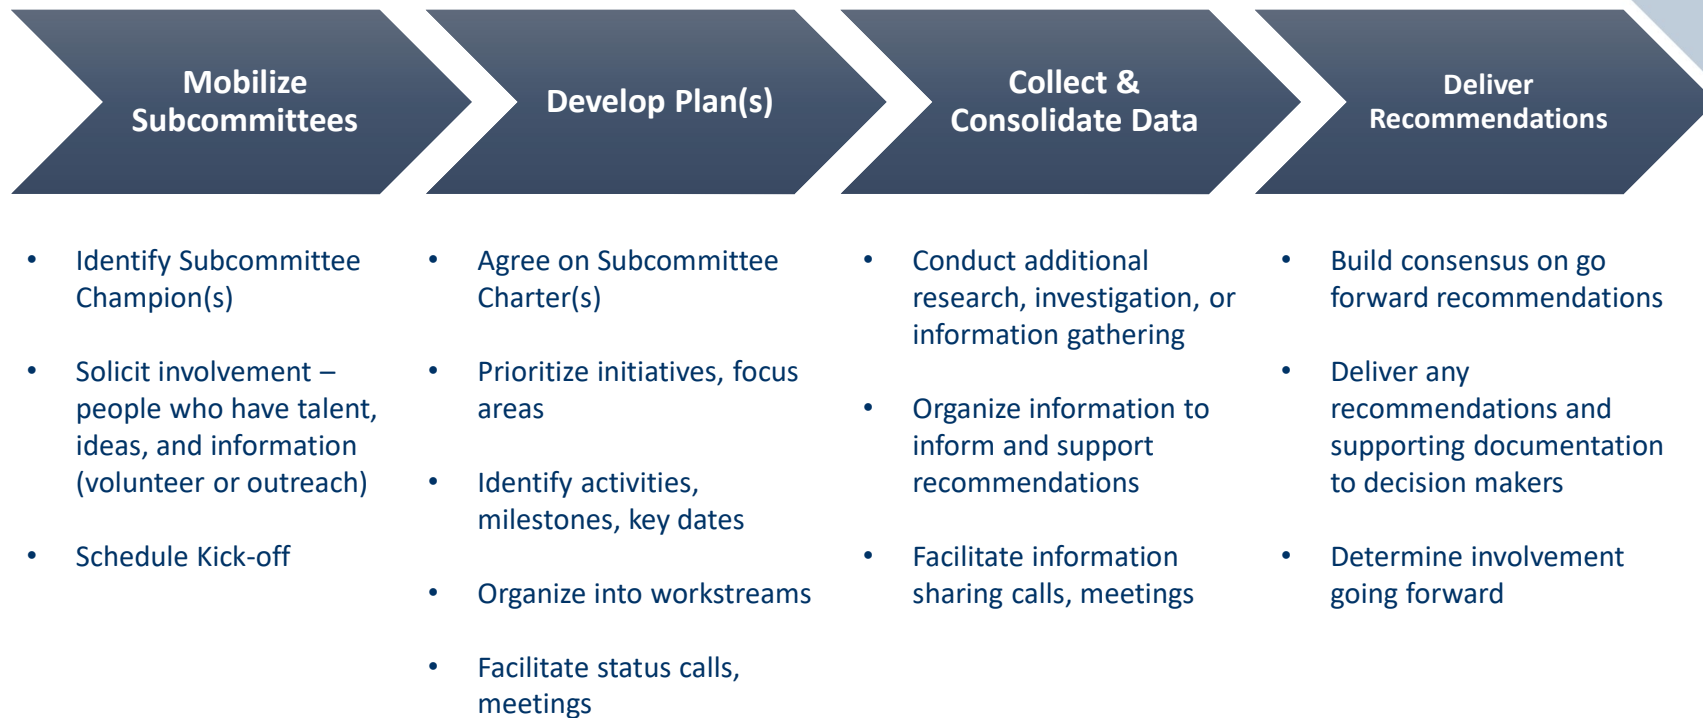 Mobilize
Subcommittees
• Identify Subcommittee
Champion(s)
• Solicit involvement –
people who have talent,
ideas, and information
(volunteer or outreach)
• Schedule Kick-off
Develop Plan(s)
• Agree on Subcommittee
Charter(s)
• Prioritize initiatives, focus
areas
• Identify activities,
milestones, key dates
• Organize into workstreams
• Facilitate status calls,
meetings
Collect &
Consolidate Data
• Conduct additional
research, investigation, or
information gathering
• Organize information to
inform and support
recommendations
• Facilitate information
sharing calls, meetings
Deliver
Recommendations
• Build consensus on go
forward recommendations
• Deliver any
recommendations and
supporting documentation
to decision makers
• Determine involvement
going forward